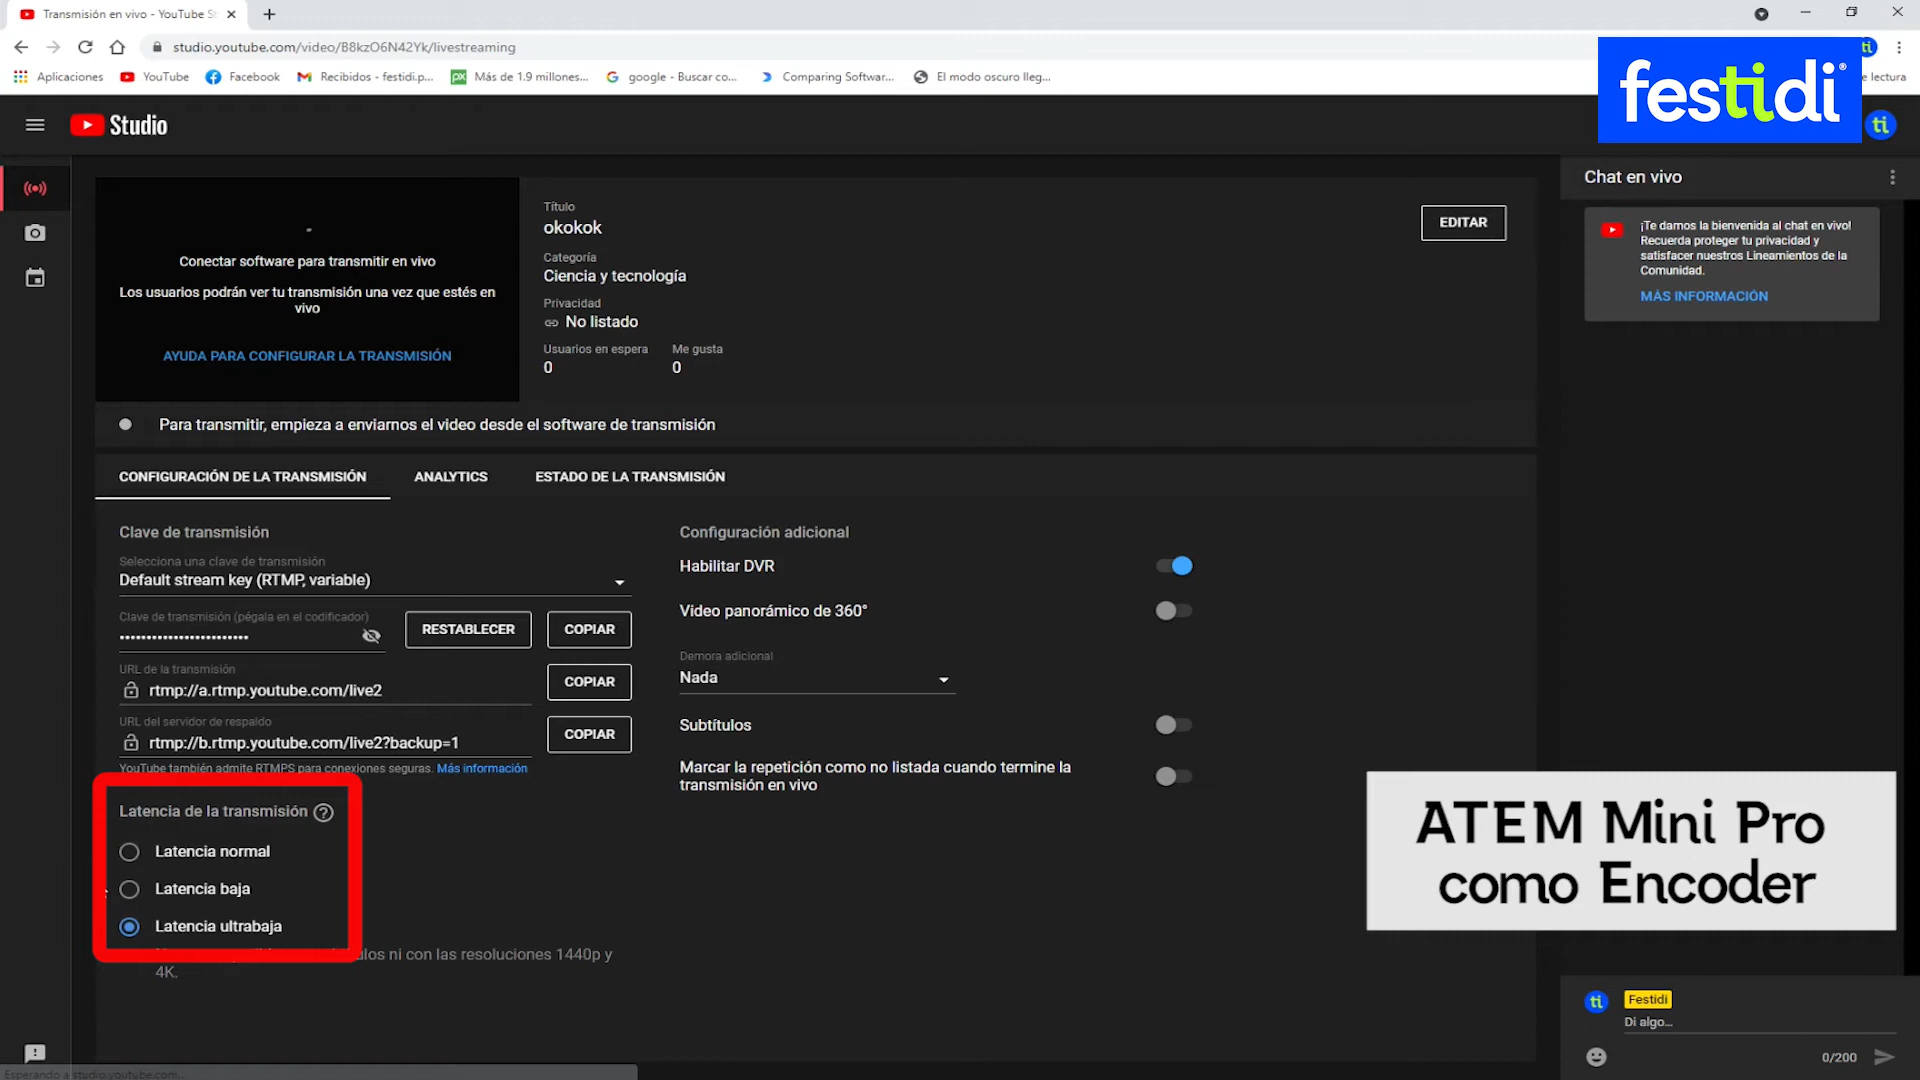 Transmisión en vivo - YouTube S
studio.youtube.com/video/B8kzO6N42Yk/livestreaming
Aplicaciones
YouTube
Facebook
Recibidos - festidi.p...
Más de 1.9 millones...
google - Buscar co...
Comparing Softwar...
El modo oscuro lleg...
lectura
festidi
ti
Studio
ti
Conectar software para transmitir en vivo
Los usuarios podrán ver tu transmisión una vez que estés en
vivo
AYUDA PARA CONFIGURAR LA TRANSMISIÓN
Título
okokok
Categoría
Ciencia y tecnología
Privacidad
No listado
Usuarios en espera
0
Me gusta
0
EDITAR
Para transmitir, empieza a enviarnos el video desde el software de transmisión
CONFIGURACIÓN DE LA TRANSMISIÓN
ANALYTICS
ESTADO DE LA TRANSMISIÓN
Clave de transmisión
Selecciona una clave de transmisión
Default stream key (RTMP, variable)
Clave de transmisión (pégala en el codificador)
RESTABLECER
COPIAR
URL de la transmisión
rtmp://a.rtmp.youtube.com/live2
COPIAR
URL del servidor de respaldo
rtmp://b.rtmp.youtube.com/live2?backup=1
COPIAR
YouTube también admite RTMPS para conexiones seguras. Más información
Latencia de la transmisión
Latencia normal
Latencia baja
Latencia ultrabaja
ulos ni con las resoluciones 1440p y
4K.
Configuración adicional
Habilitar DVR
Video panorámico de 360°
Demora adicional
Nada
Subtítulos
Marcar la repetición como no listada cuando termine la
transmisión en vivo
Chat en vivo
¡Te damos la bienvenida al chat en vivo!
Recuerda proteger tu privacidad y
satisfacer nuestros Lineamientos de la
Comunidad.
MÁS INFORMACIÓN
ATEM Mini Pro
como Encoder
ti
Festidi
Di algo...
0/200
Esperando a studio.youtube.com...